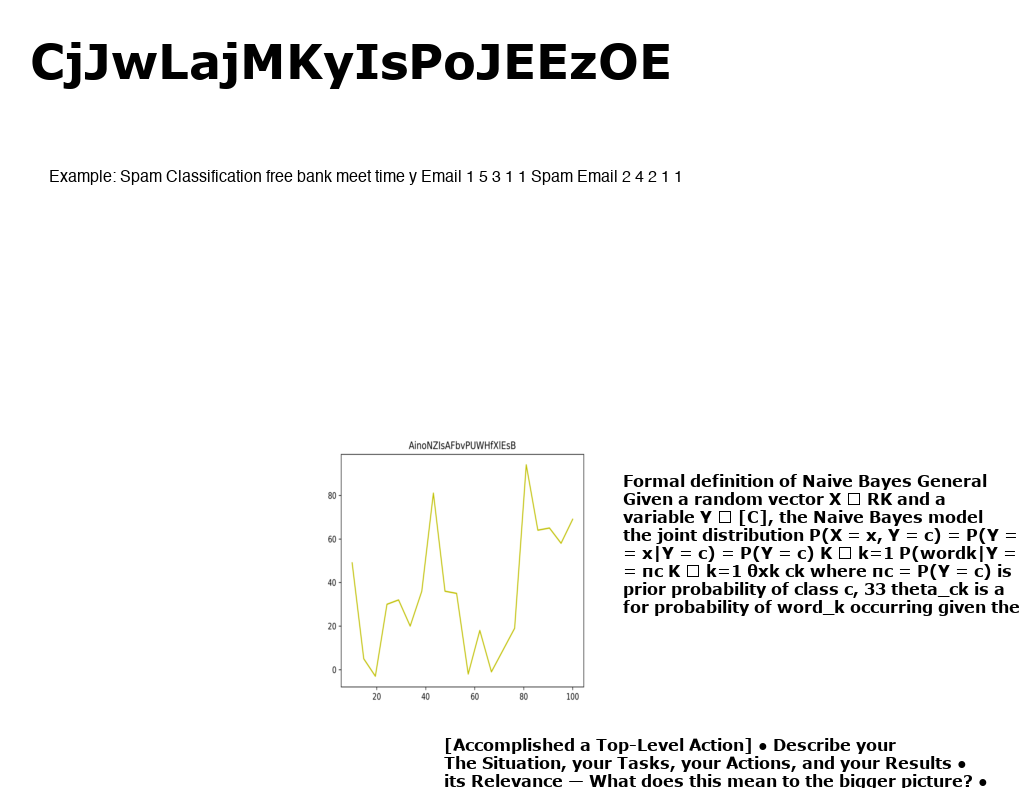 CjJwLajMKyIsPoJEEzOE
Example: Spam Classification free bank meet time y Email 1 5 3 1 1 Spam Email 2 4 2 1 1
AinoNZIsAFbvPUWHfXlEsB
80
60
40
20
0
20 40 60 80 100
Formal definition of Naive Bayes General
Given a random vector X □ RK and a
variable Y □ [C], the Naive Bayes model
the joint distribution P(X = x, Y = c) = P(Y =
= x|Y = c) = P(Y = c) K □ k=1 P(wordk|Y =
= πc K □ k=1 θxk ck where πc = P(Y = c) is
prior probability of class c, 33 theta_ck is a
for probability of word_k occurring given the
[Accomplished a Top-Level Action] ● Describe your
The Situation, your Tasks, your Actions, and your Results ●
its Relevance — What does this mean to the bigger picture? ●